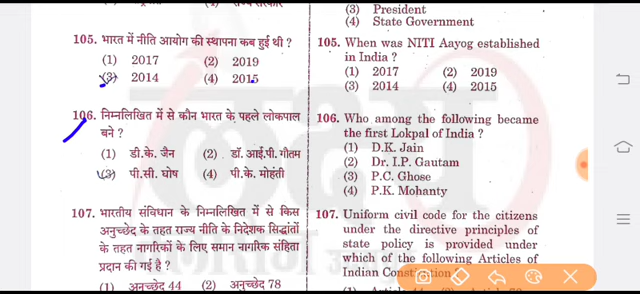 (3) President
(4) State Government
105. भारत में नीति आयोग की स्थापना कब हुई थी ?
(1) 2017 (2) 2019
(3) 2014 (4) 2015
106. निम्नलिखित में से कौन भारत के पहले लोकपाल
बने ?
(1) डी.के. जैन (2) डॉ. आई.पी. गौतम
(3) पी.सी. घोष (4) पी.के. मोहंती
107. भारतीय संविधान के निम्नलिखित में से किस
अनुच्छेद के तहत राज्य नीति के निदेशक सिद्धांतों
के तहत नागरिकों के लिए समान नागरिक संहिता
प्रदान की गई है ?
(1) अनुच्छेद 44 (2) अनुच्छेद 78
105. When was NITI Aayog established
in India ?
(1) 2017 (2) 2019
(3) 2014 (4) 2015
106. Who among the following became
the first Lokpal of India ?
(1) D.K. Jain
(2) Dr. I.P. Gautam
(3) P.C. Ghose
(4) P.K. Mohanty
107. Uniform civil code for the citizens
under the directive principles of
state policy is provided under
which of the following Articles of
Indian